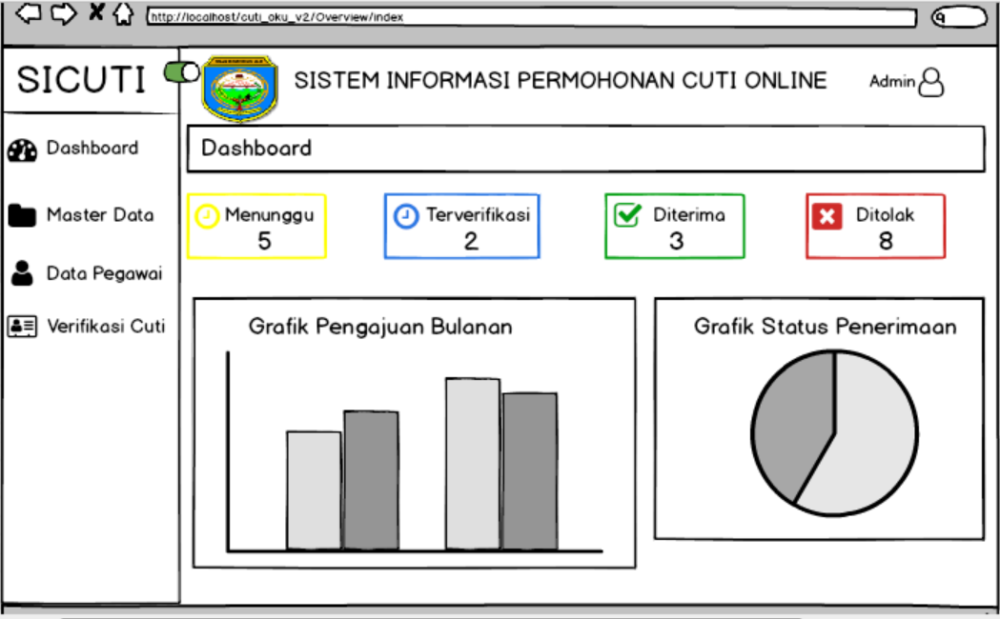 http://localhost/cuti_oku_v2/Overview/index
SICUTI
SISTEM INFORMASI PERMOHONAN CUTI ONLINE
Admin
Dashboard
Master Data
Data Pegawai
Verifikasi Cuti
Dashboard
Menunggu
5
Terverifikasi
2
Diterima
3
Ditolak
8
Grafik Pengajuan Bulanan
Grafik Status Penerimaan